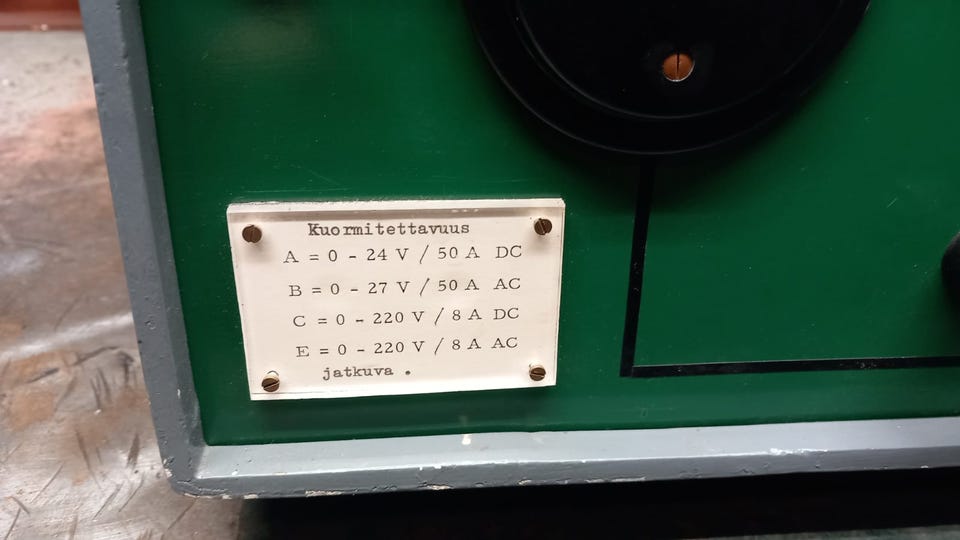 Kuormitettavuus
A = 0 - 24 V / 50 A DC
B = 0 - 27 V / 50 A AC
C = 0 - 220 V / 8 A DC
E = 0 - 220 V / 8 A AC
jatkuva .